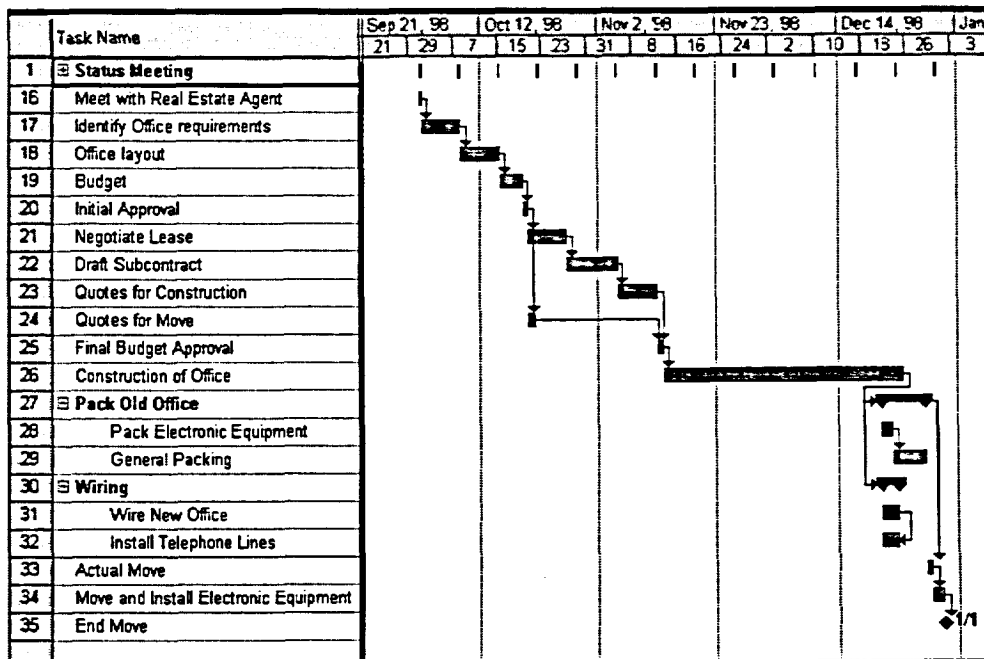 Task Name
Sep 21, 98 Oct 12, 98 Nov 2, 98 Nov 23, 98 Dec 14, 98 Jan
21 29 7 15 23 31 8 16 24 2 10 18 26 3
1 Status Meeting
16 Meet with Real Estate Agent
17 Identify Office requirements
18 Office layout
19 Budget
20 Initial Approval
21 Negotiate Lease
22 Draft Subcontract
23 Quotes for Construction
24 Quotes for Move
25 Final Budget Approval
26 Construction of Office
27 Pack Old Office
28 Pack Electronic Equipment
29 General Packing
30 Wiring
31 Wire New Office
32 Install Telephone Lines
33 Actual Move
34 Move and Install Electronic Equipment
35 End Move 1/1